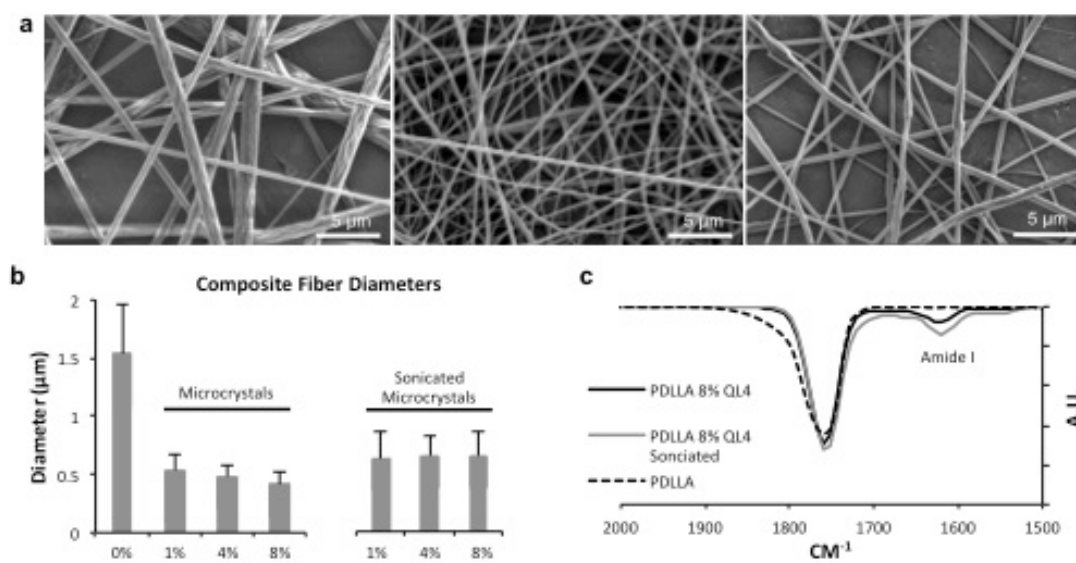 a
5 µm
5 µm
5 µm
b
Composite Fiber Diameters
Diameter (µm)
2
1.5
1
0.5
0
Microcrystals
Sonicated
Microcrystals
0%
1%
4%
8%
1%
4%
8%
c
Amide I
PDLLA 8% QL4
PDLLA 8% QL4
Sonciated
PDLLA
2000
1900
1800
1700
1600
1500
CM-1